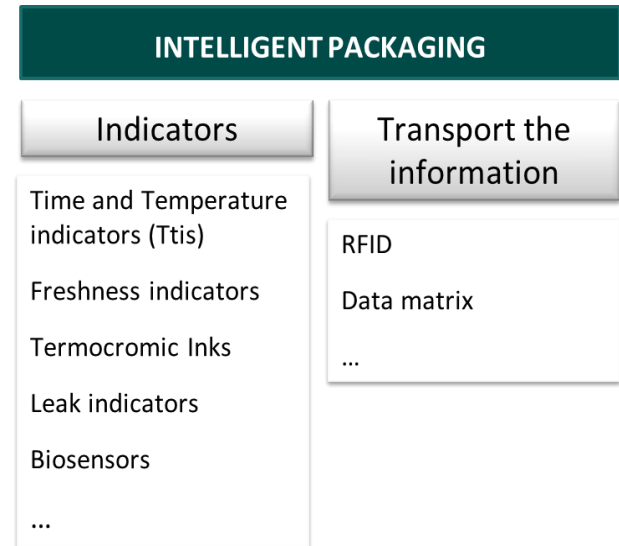 INTELLIGENT PACKAGING
Indicators
Time and Temperature
indicators (Ttis)
Freshness indicators
Termocromic Inks
Leak indicators
Biosensors
...
Transport the
information
RFID
Data matrix
...